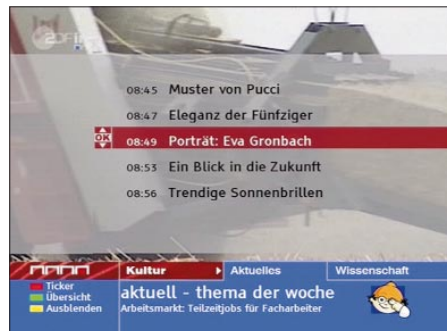 ZDF
08:45 Muster von Pucci
08:47 Eleganz der Fünfziger
OK 08:49 Porträt: Eva Gronbach
08:53 Ein Blick in die Zukunft
08:56 Trendige Sonnenbrillen
Kultur Aktuelles Wissenschaft
Ticker
Übersicht
Ausblenden
aktuell - thema der woche
Arbeitsmarkt: Teilzeitjobs für Facharbeiter